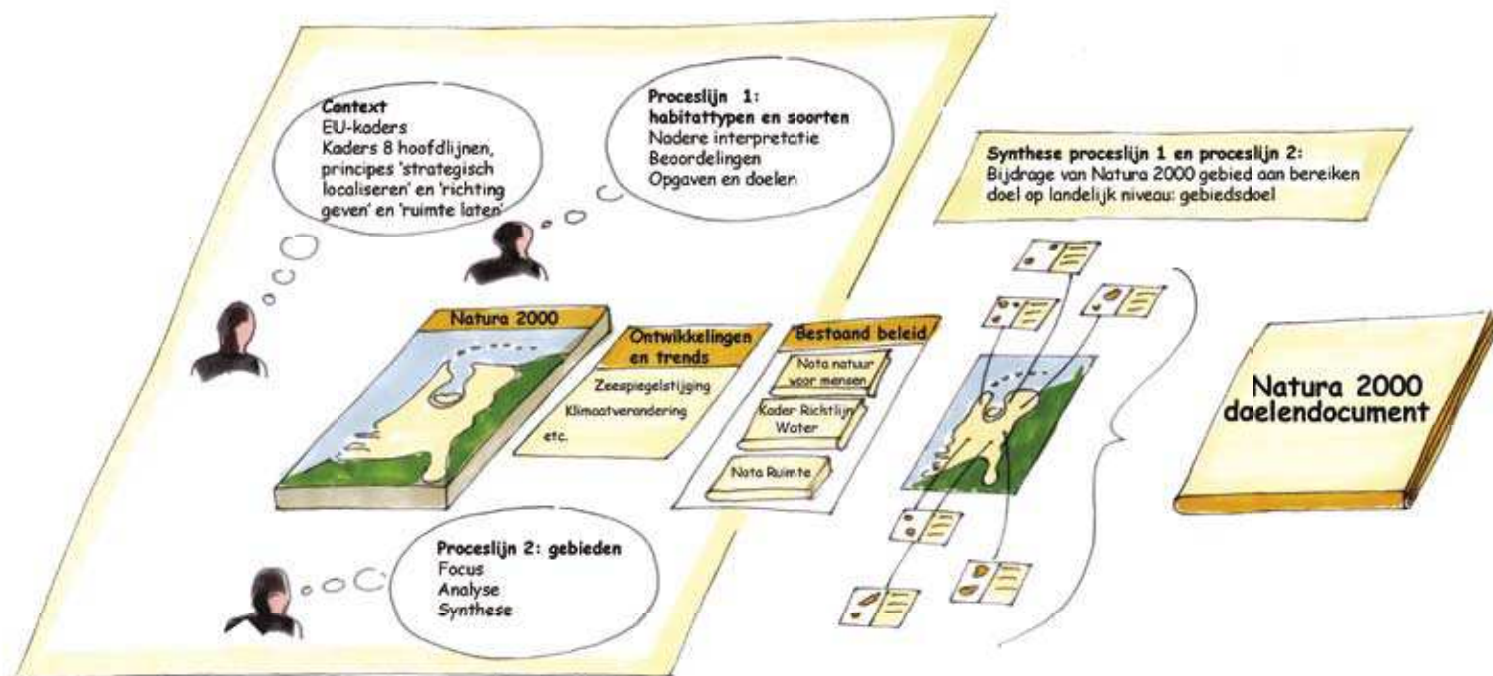 Context
EU-kaders
Kaders 8 hoofdlijnen,
principes 'strategisch
localiseren' en 'richting
geven' en 'ruimte laten'
Proceslijn 1:
habitattypen en soorten
Nadere interpretatie
Beoordelingen
Opgaven en doelen
Synthese proceslijn 1 en proceslijn 2:
Bijdrage van Natura 2000 gebied aan bereiken
doel op landelijk niveau: gebiedsdoel
Natura 2000
Ontwikkelingen
en trends
Zeespiegelstijging
Klimaatverandering
etc.
Bestaand beleid
Nota natuur
voor mensen
Kader Richtlijn
Water
Nota Ruimte
Natura 2000
doelendocument
Proceslijn 2: gebieden
Focus
Analyse
Synthese